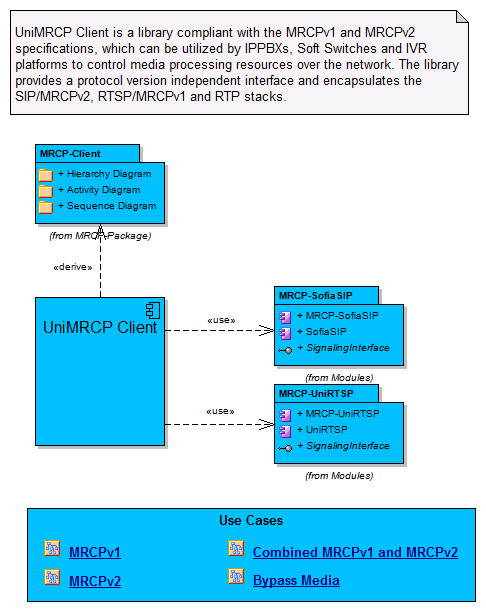 UniMRCP Client is a library compliant with the MRCPv1 and MRCPv2
specifications, which can be utilized by IPPBXs, Soft Switches and IVR
platforms to control media processing resources over the network. The library
provides a protocol version independent interface and encapsulates the
SIP/MRCPv2, RTSP/MRCPv1 and RTP stacks.
MRCP-Client
+ Hierarchy Diagram
+ Activity Diagram
+ Sequence Diagram
(from MRCP-Package)
«derive»
UniMRCP Client
«use»
MRCP-SofiaSIP
+ MRCP-SofiaSIP
+ SofiaSIP
+ SignalingInterface
(from Modules)
«use»
MRCP-UniRTSP
+ MRCP-UniRTSP
+ UniRTSP
+ SignalingInterface
(from Modules)
Use Cases
MRCPv1
Combined MRCPv1 and MRCPv2
MRCPv2
Bypass Media